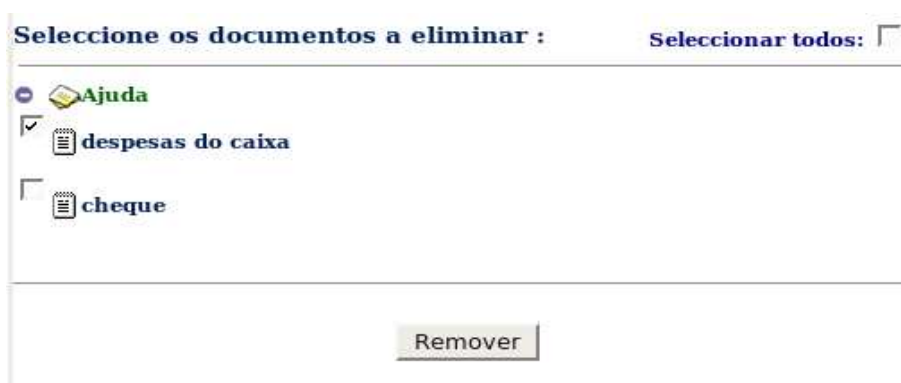 Seleccione os documentos a eliminar : Seleccionar todos:
Ajuda
despesas do caixa
cheque
Remover